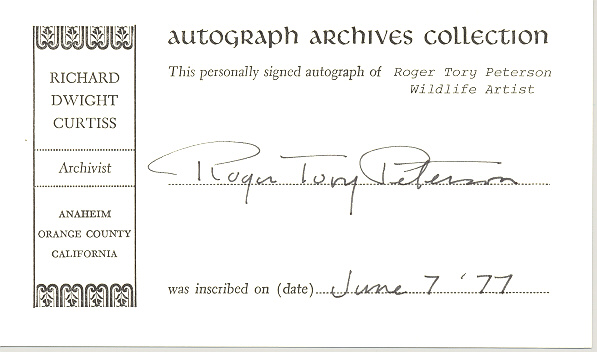 AUTOGRAPH ARCHIVES COLLECTION
This personally signed autograph of Roger Tory Peterson
Wildlife Artist
RICHARD
DWIGHT
CURTISS
Archivist
ANAHEIM
ORANGE COUNTY
CALIFORNIA
Roger Tory Peterson
was inscribed on (date) June 7 '77